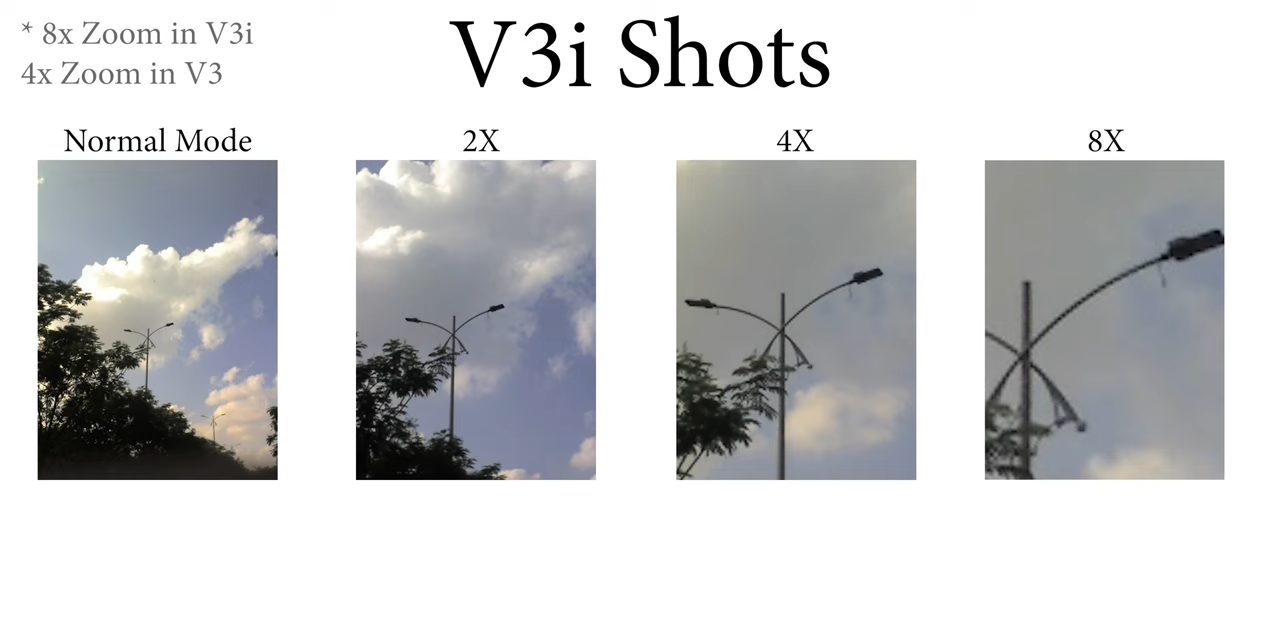 * 8x Zoom in V3i
4x Zoom in V3
V3i Shots
Normal Mode
2X
4X
8X